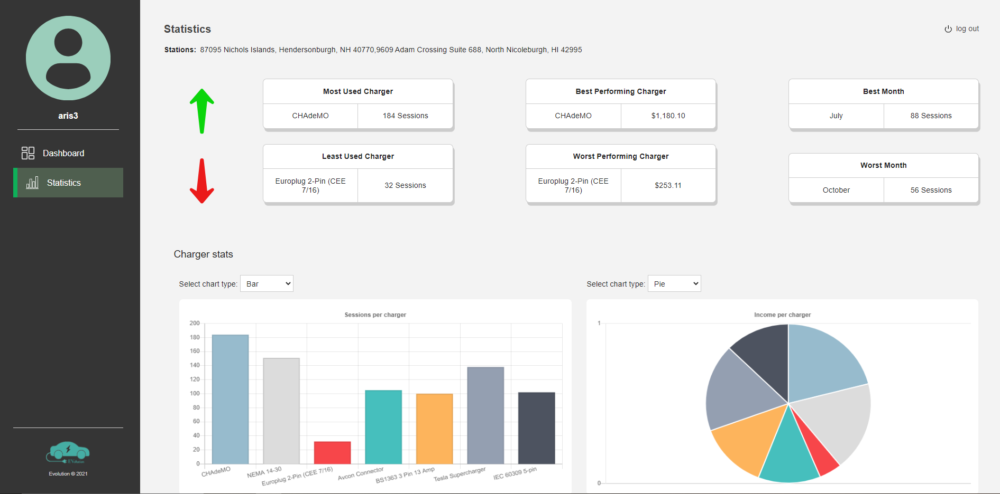 aris3
Dashboard
Statistics
EVolution
Evolution © 2021
Statistics
log out
Stations: 87095 Nichols Islands, Hendersonburgh, NH 40770,9609 Adam Crossing Suite 688, North Nicoleburgh, HI 42995
Most Used Charger
CHAdeMO
184 Sessions
Best Performing Charger
CHAdeMO
$1,180.10
Best Month
July
88 Sessions
Least Used Charger
Europlug 2-Pin (CEE
7/16)
32 Sessions
Worst Performing Charger
Europlug 2-Pin (CEE
7/16)
$253.11
Worst Month
October
56 Sessions
Charger stats
Select chart type: Bar
Select chart type: Pie
Sessions per charger
200
180
160
140
120
100
80
60
40
20
0
CHAdeMO
NEMA 14-30
Europlug 2-Pin (CEE 7/16)
Avcon Connector
BS1363 3 Pin 13 Amp
Tesla Supercharger
IEC 60309 5-pin
Income per charger
1
0